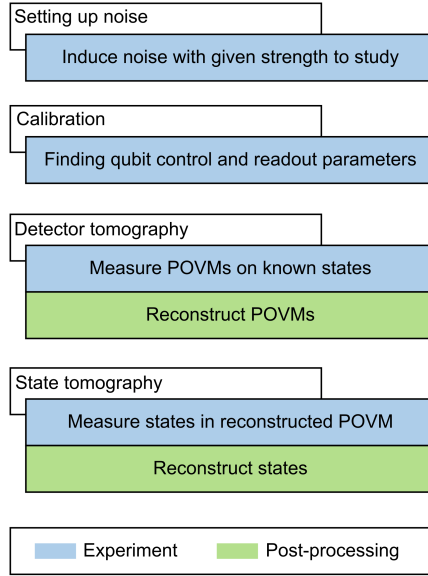 Setting up noise
Induce noise with given strength to study
Calibration
Finding qubit control and readout parameters
Detector tomography
Measure POVMs on known states
Reconstruct POVMs
State tomography
Measure states in reconstructed POVM
Reconstruct states
Experiment
Post-processing